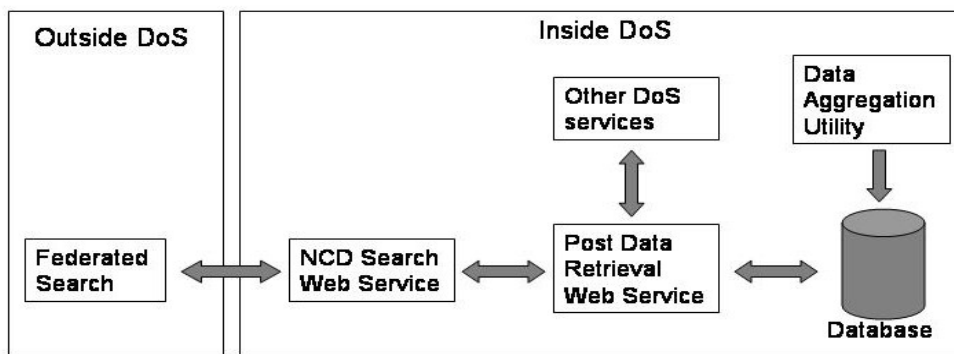 Outside DoS
Inside DoS
Other DoS
services
Data
Aggregation
Utility
Federated
Search
NCD Search
Web Service
Post Data
Retrieval
Web Service
Database